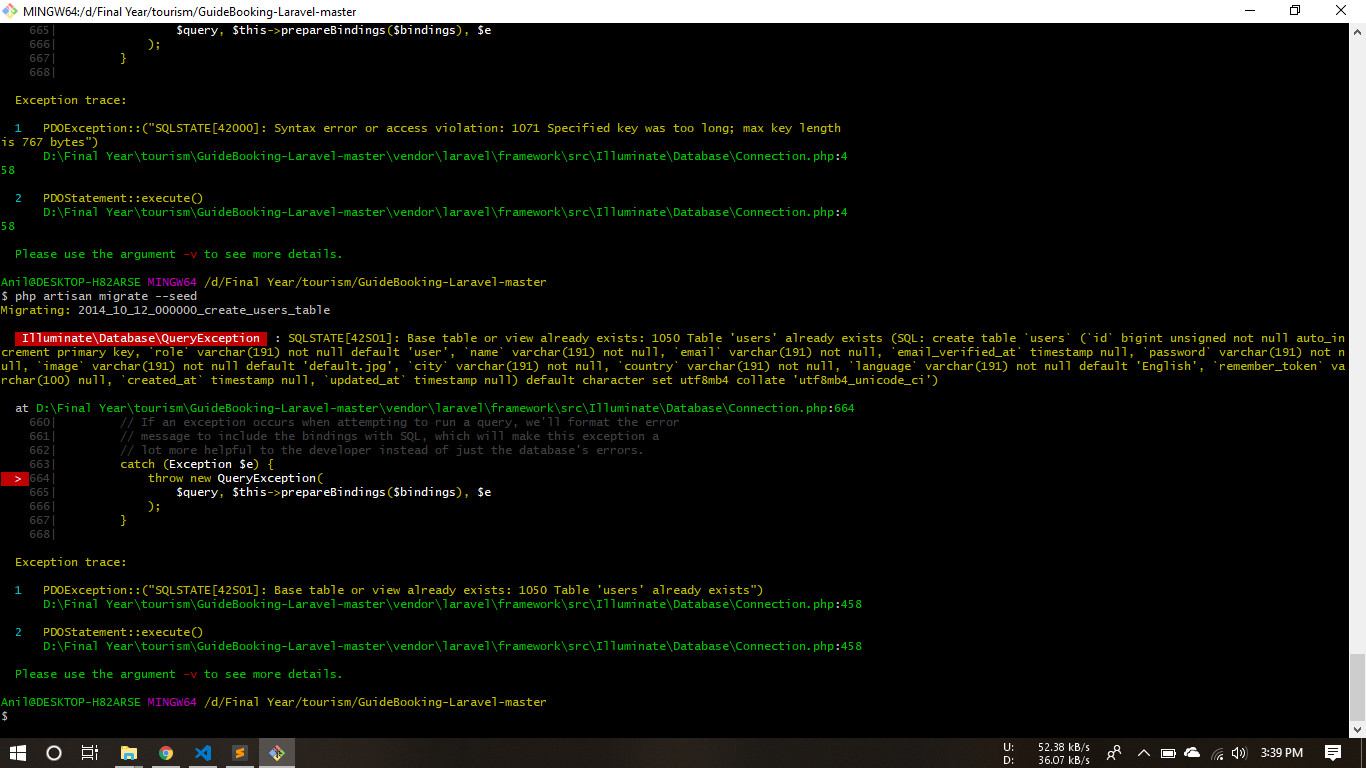 MINGW64:/d/Final Year/tourism/GuideBooking-Laravel-master
665| $query, $this->prepareBindings($bindings), $e
666| );
667| }
668|
Exception trace:
1 PDOException::("SQLSTATE[42000]: Syntax error or access violation: 1071 Specified key was too long; max key length
is 767 bytes")
D:\Final Year\tourism\GuideBooking-Laravel-master\vendor\laravel\framework\src\Illuminate\Database\Connection.php:4
58
2 PDOStatement::execute()
D:\Final Year\tourism\GuideBooking-Laravel-master\vendor\laravel\framework\src\Illuminate\Database\Connection.php:4
58
Please use the argument -v to see more details.
Anil@DESKTOP-H82ARSE MINGW64 /d/Final Year/tourism/GuideBooking-Laravel-master
$ php artisan migrate --seed
Migrating: 2014_10_12_000000_create_users_table
Illuminate\Database\QueryException : SQLSTATE[42S01]: Base table or view already exists: 1050 Table 'users' already exists (SQL: create table `users` (`id` bigint unsigned not null auto_in
crement primary key, `role` varchar(191) not null default 'user', `name` varchar(191) not null, `email` varchar(191) not null, `email_verified_at` timestamp null, `password` varchar(191) not n
ull, `image` varchar(191) not null default 'default.jpg', `city` varchar(191) not null, `country` varchar(191) not null, `language` varchar(191) not null default 'English', `remember_token` va
rchar(100) null, `created_at` timestamp null, `updated_at` timestamp null) default character set utf8mb4 collate 'utf8mb4_unicode_ci')
at D:\Final Year\tourism\GuideBooking-Laravel-master\vendor\laravel\framework\src\Illuminate\Database\Connection.php:664
660| // If an exception occurs when attempting to run a query, we'll format the error
661| // message to include the bindings with SQL, which will make this exception a
662| // lot more helpful to the developer instead of just the database's errors.
663| catch (Exception $e) {
> 664| throw new QueryException(
665| $query, $this->prepareBindings($bindings), $e
666| );
667| }
668|
Exception trace:
1 PDOException::("SQLSTATE[42S01]: Base table or view already exists: 1050 Table 'users' already exists")
D:\Final Year\tourism\GuideBooking-Laravel-master\vendor\laravel\framework\src\Illuminate\Database\Connection.php:458
2 PDOStatement::execute()
D:\Final Year\tourism\GuideBooking-Laravel-master\vendor\laravel\framework\src\Illuminate\Database\Connection.php:458
Please use the argument -v to see more details.
Anil@DESKTOP-H82ARSE MINGW64 /d/Final Year/tourism/GuideBooking-Laravel-master
$
U: 52.38 kB/s
D: 36.07 kB/s
3:39 PM